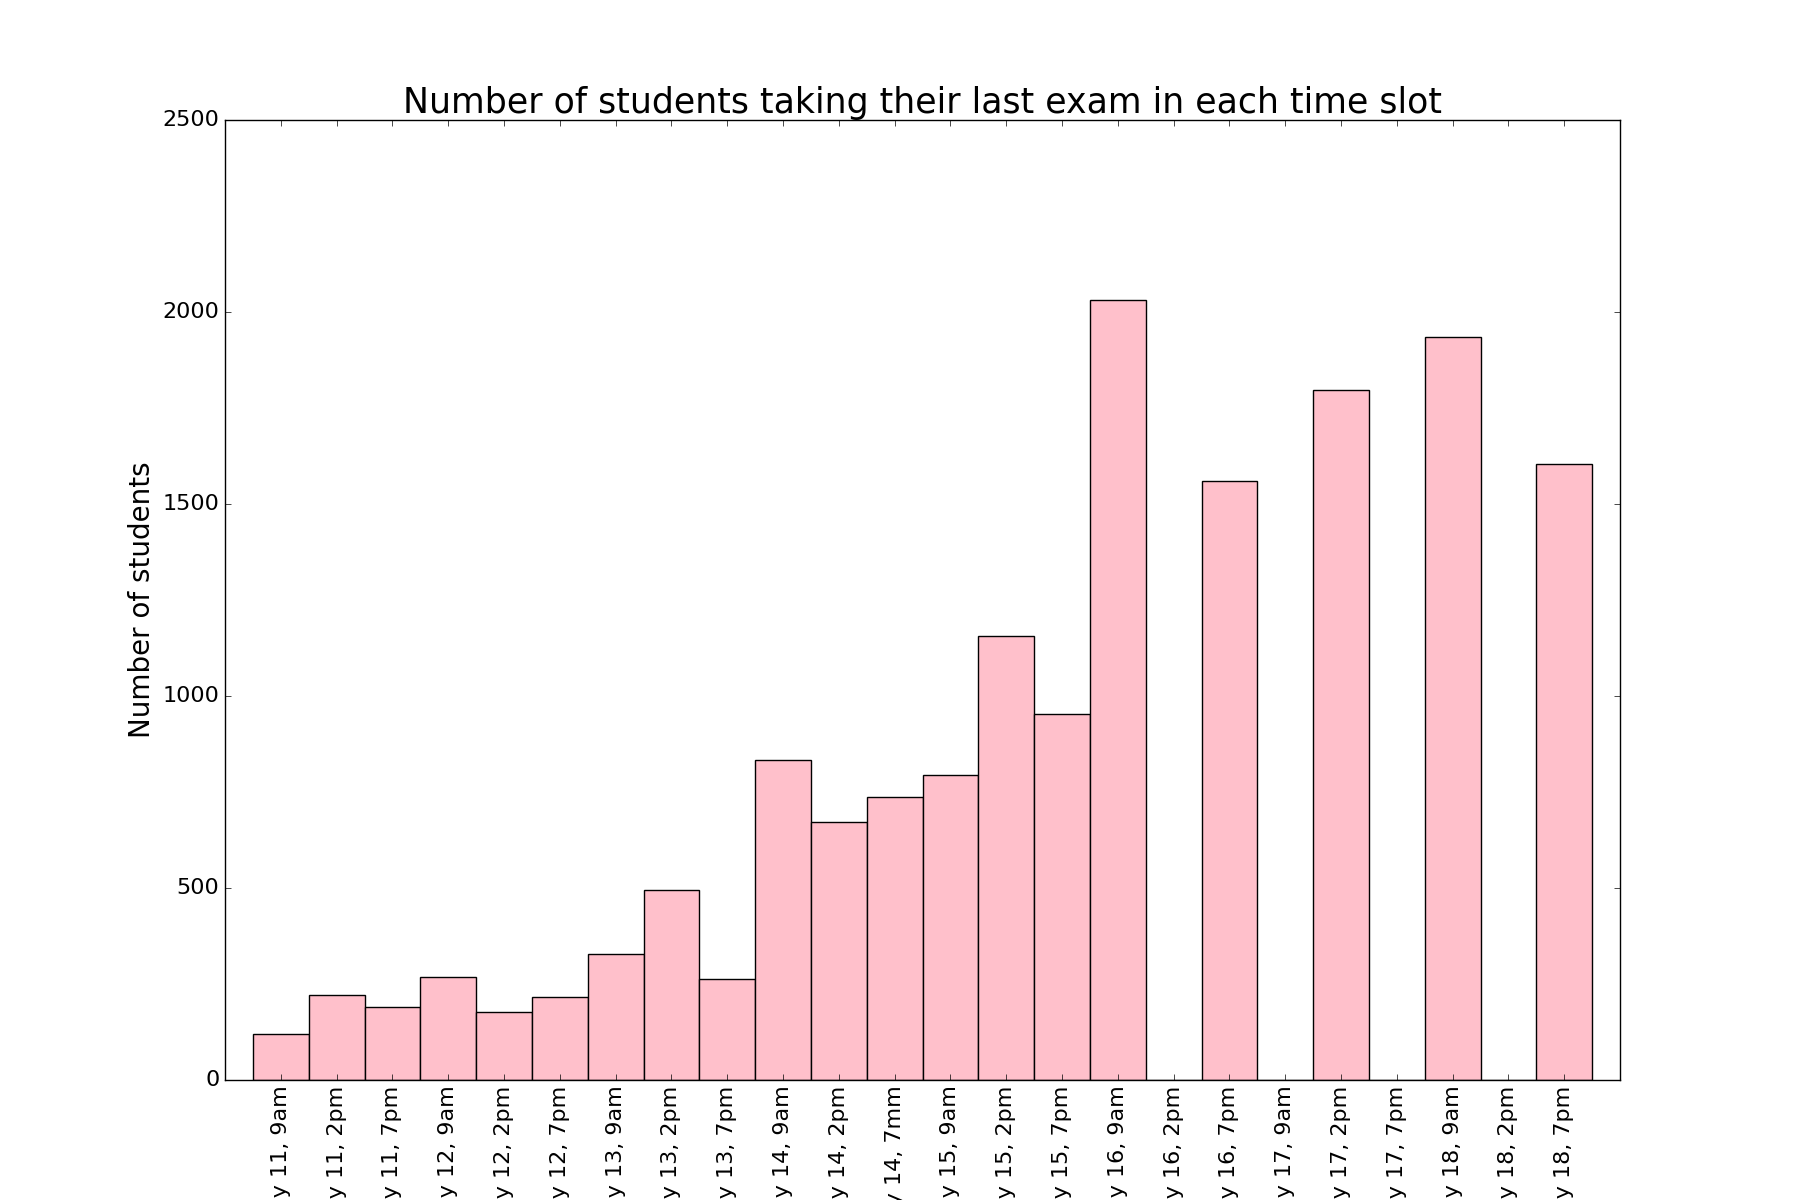 Number of students taking their last exam in each time slot
Number of students
2500
2000
1500
1000
500
0
y 11, 9am
y 11, 2pm
y 11, 7pm
y 12, 9am
y 12, 2pm
y 12, 7pm
y 13, 9am
y 13, 2pm
y 13, 7pm
y 14, 9am
y 14, 2pm
y 14, 7mm
y 15, 9am
y 15, 2pm
y 15, 7pm
y 16, 9am
y 16, 2pm
y 16, 7pm
y 17, 9am
y 17, 2pm
y 17, 7pm
y 18, 9am
y 18, 2pm
y 18, 7pm